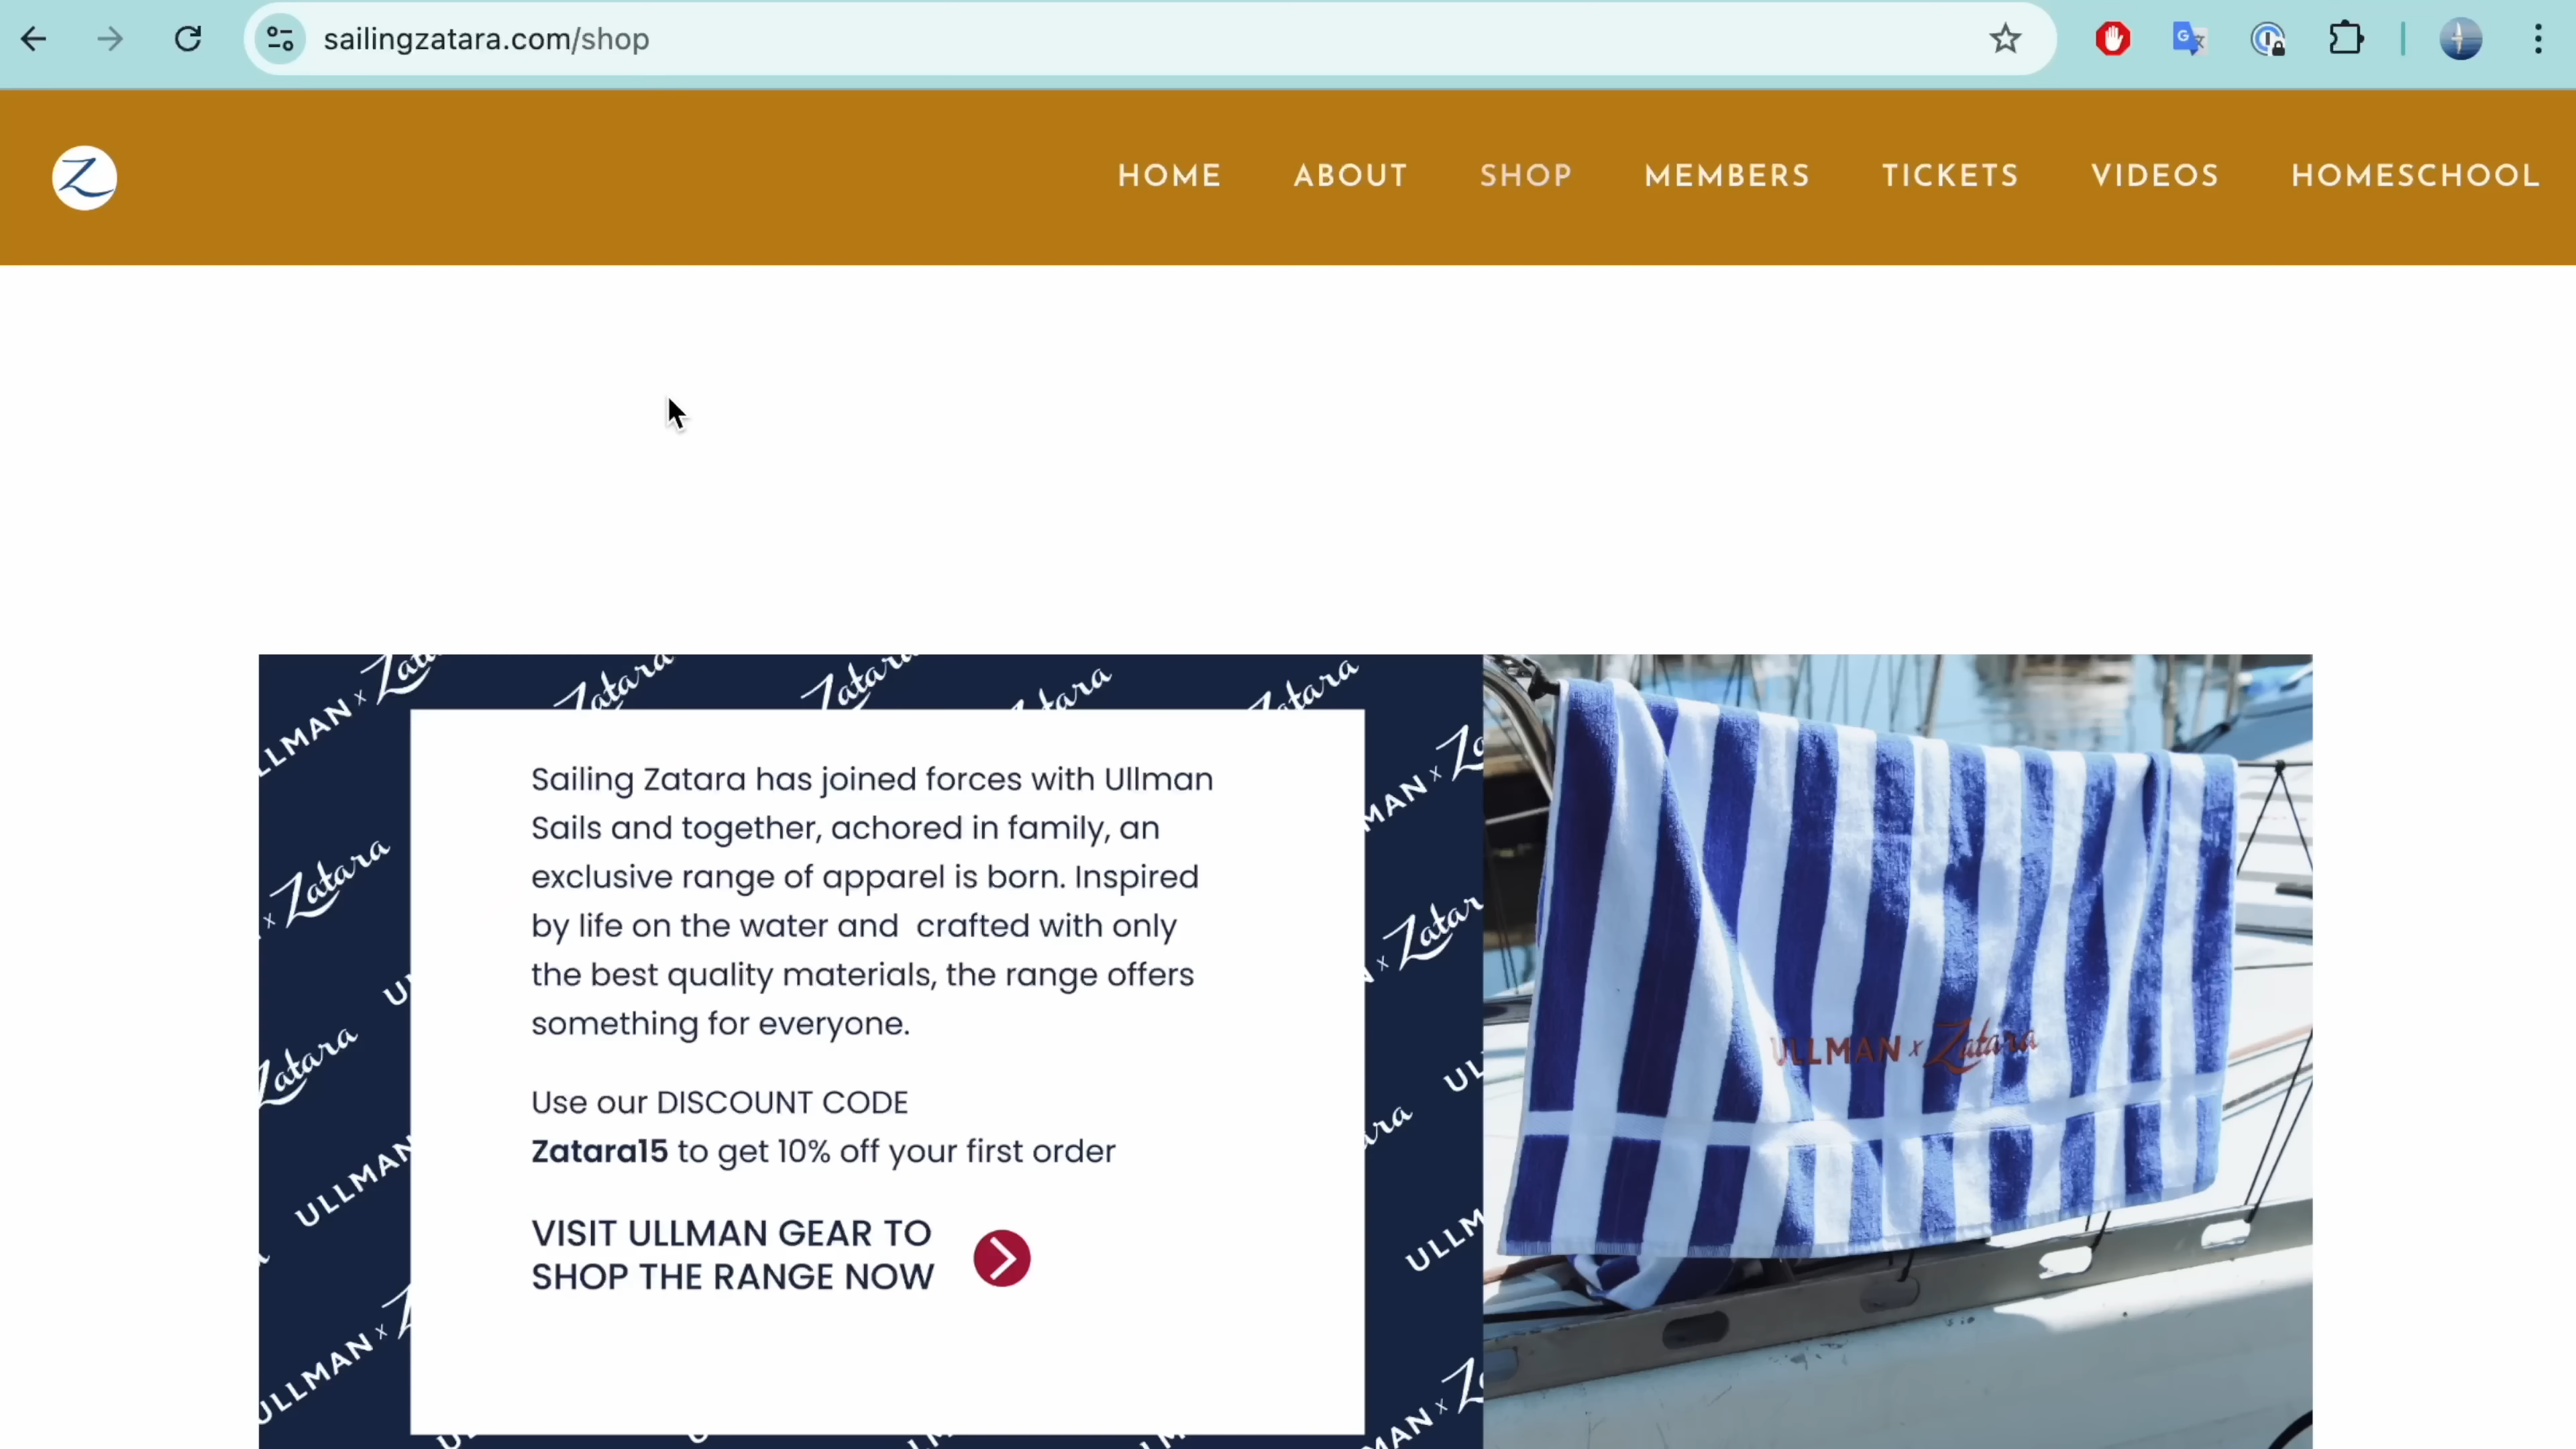 sailingzatara.com/shop
Z
HOME ABOUT SHOP MEMBERS TICKETS VIDEOS HOMESCHOOL
Sailing Zatara has joined forces with Ullman
Sails and together, achored in family, an
exclusive range of apparel is born. Inspired
by life on the water and crafted with only
the best quality materials, the range offers
something for everyone.
Use our DISCOUNT CODE
Zatara15 to get 10% off your first order
VISIT ULLMAN GEAR TO
SHOP THE RANGE NOW
ULLMAN x Zatara